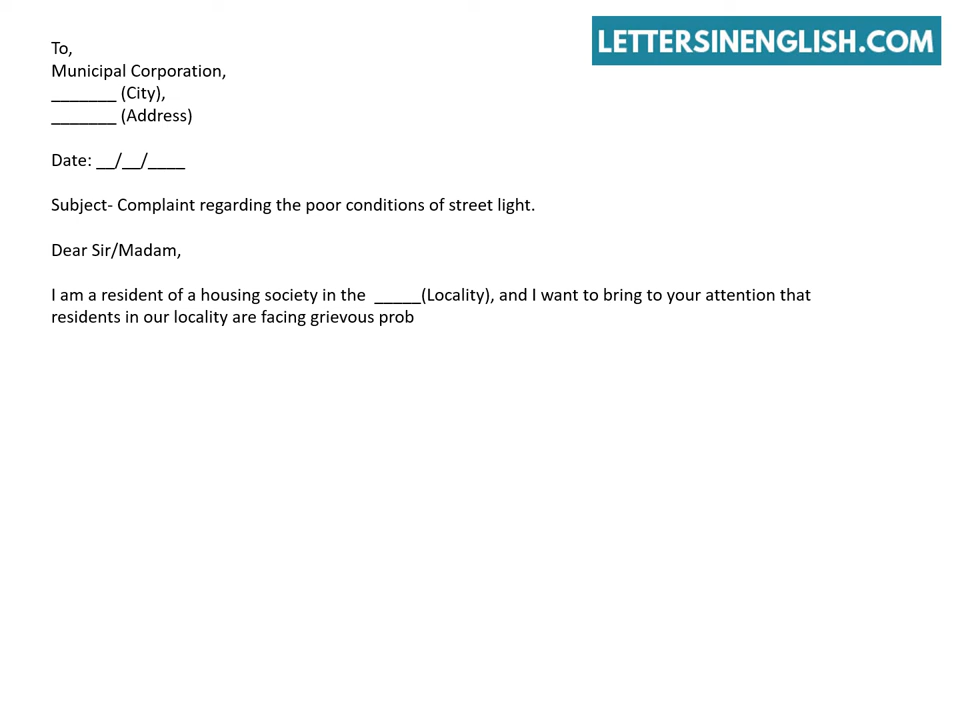 LETTERSINENGLISH.COM
To,
Municipal Corporation,
_______ (City),
_______ (Address)
Date: __/__/____
Subject- Complaint regarding the poor conditions of street light.
Dear Sir/Madam,
I am a resident of a housing society in the  _____(Locality), and I want to bring to your attention that
residents in our locality are facing grievous prob